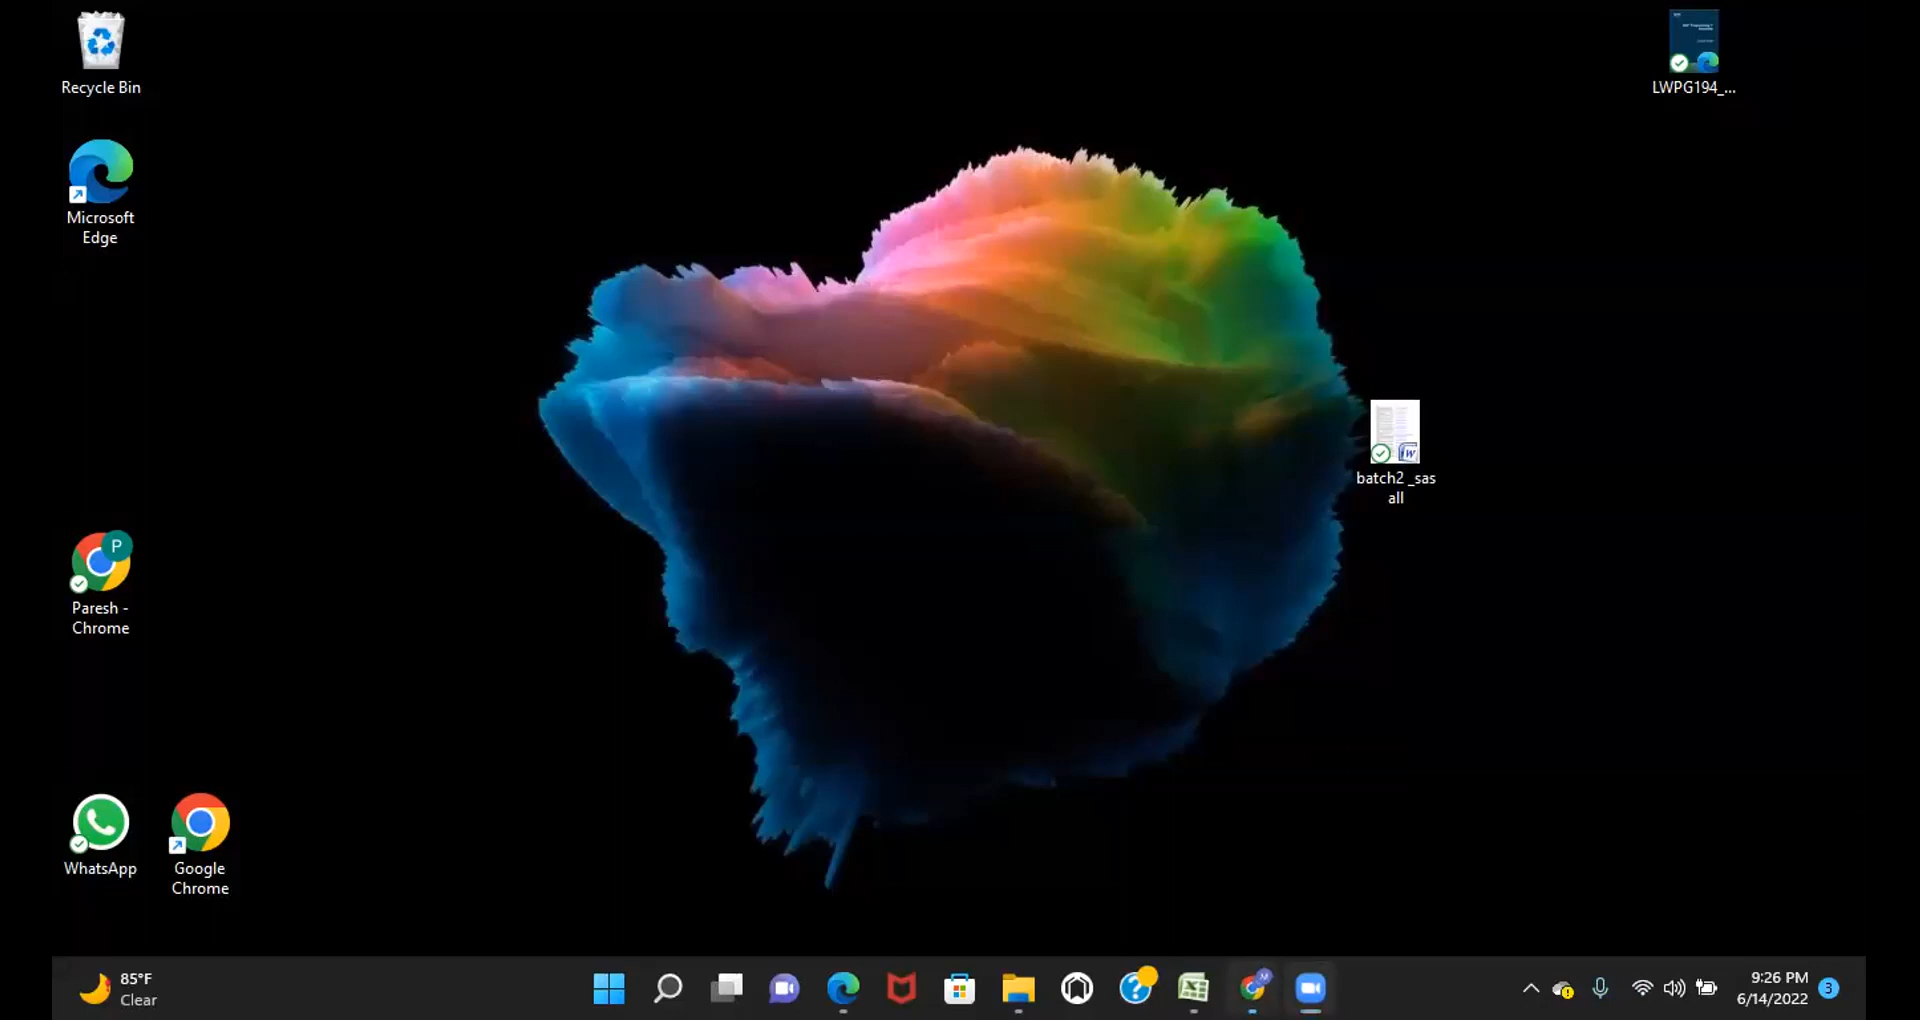 Recycle Bin
LWPG194_...
Microsoft
Edge
W
batch2 _sas
all
P
Paresh -
Chrome
WhatsApp
Google
Chrome
85°F
Clear
M
9:26 PM
6/14/2022
3